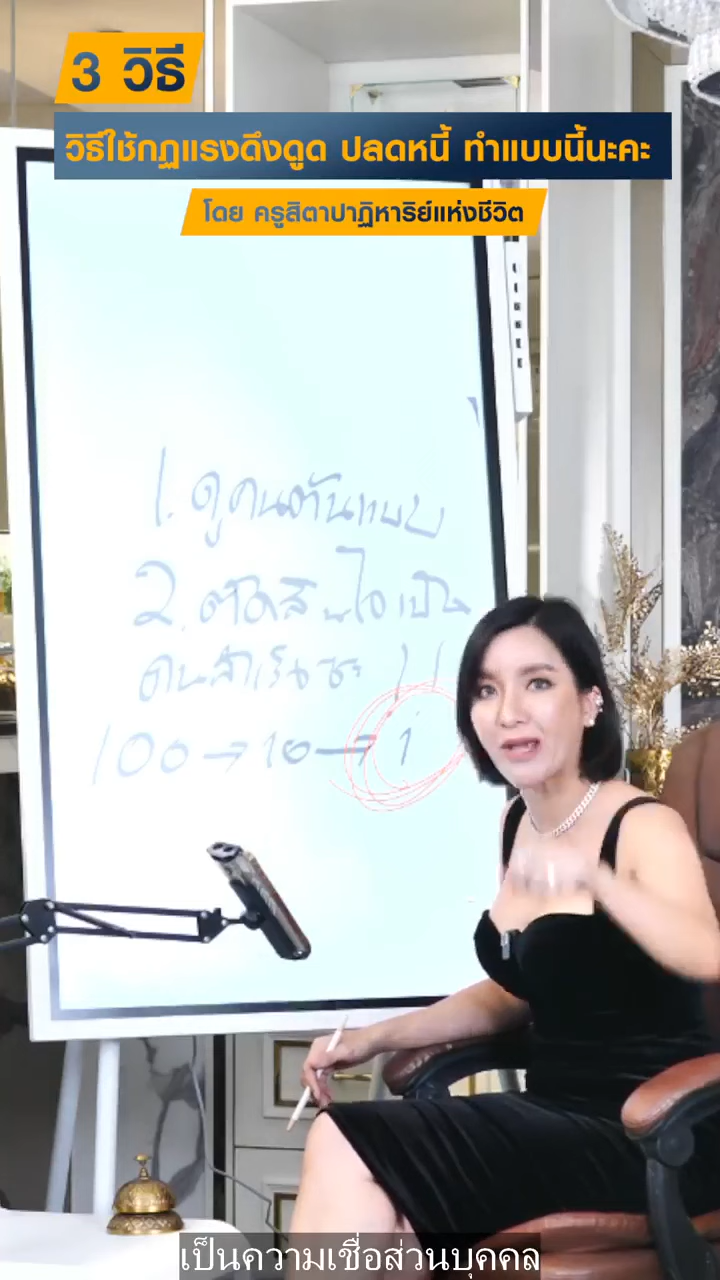 3 วิธี
วิธีใช้กฏแรงดึงดูด ปลดหนี้ ทำแบบนี้นะคะ
โดย ครูสิตาปาฏิหาริย์แห่งชีวิต
1. ดูคนต้นแบบ
2. ตัดสินใจเป็น
คนสำเร็จซะ !!
100→10→1
เป็นความเชื่อส่วนบุคคล